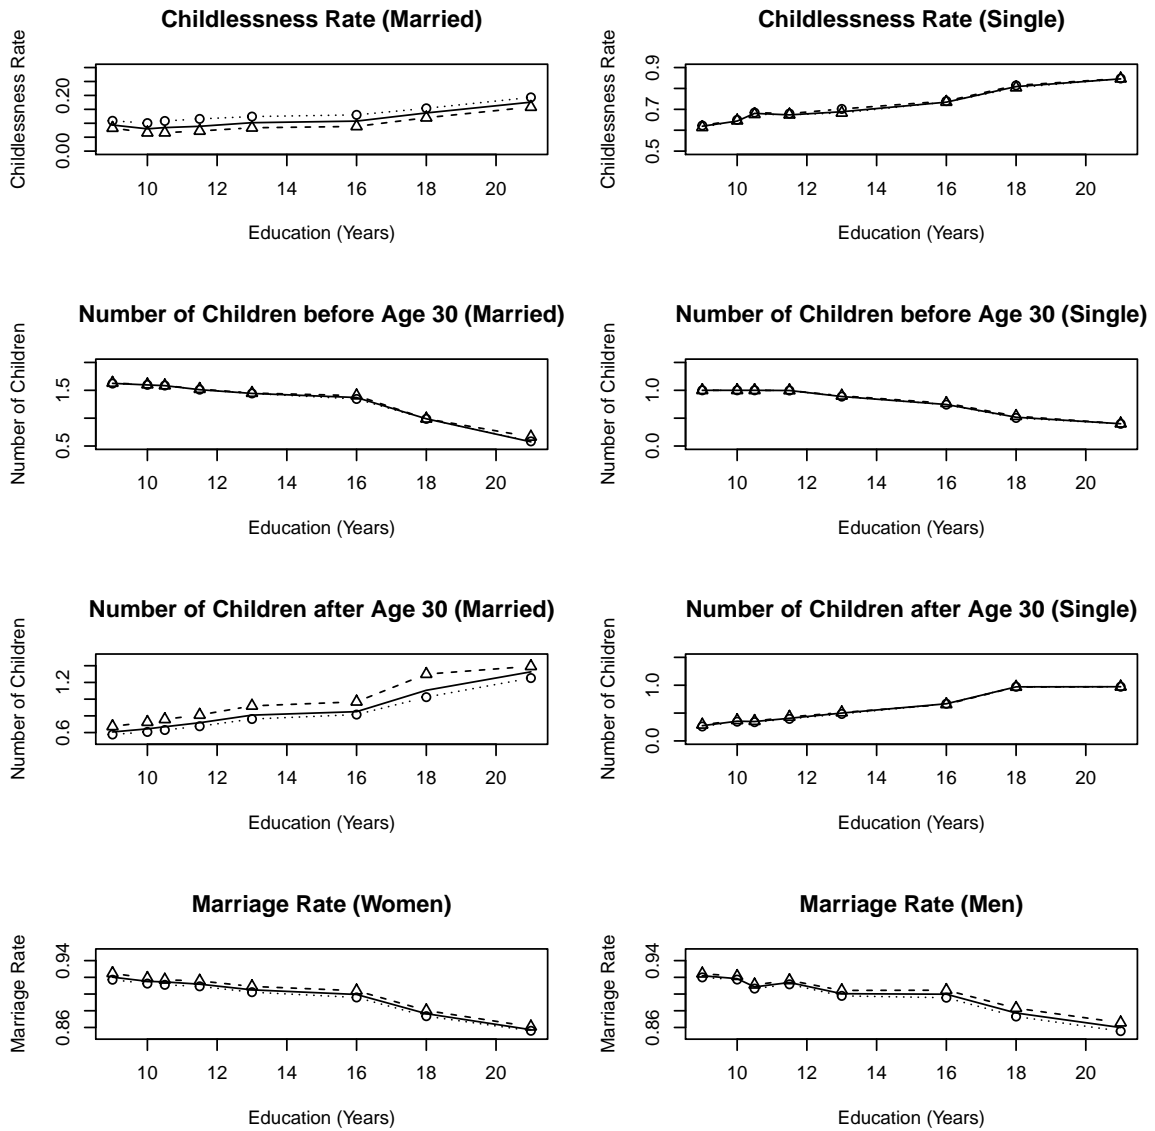 Childlessness Rate (Married)
Childlessness Rate
0.00 0.20
10 12 14 16 18 20
Education (Years)
Childlessness Rate (Single)
Childlessness Rate
0.5 0.7 0.9
10 12 14 16 18 20
Education (Years)
Number of Children before Age 30 (Married)
Number of Children
0.5 1.5
10 12 14 16 18 20
Education (Years)
Number of Children before Age 30 (Single)
Number of Children
0.0 1.0
10 12 14 16 18 20
Education (Years)
Number of Children after Age 30 (Married)
Number of Children
0.6 1.2
10 12 14 16 18 20
Education (Years)
Number of Children after Age 30 (Single)
Number of Children
0.0 1.0
10 12 14 16 18 20
Education (Years)
Marriage Rate (Women)
Marriage Rate
0.86 0.94
10 12 14 16 18 20
Education (Years)
Marriage Rate (Men)
Marriage Rate
0.86 0.94
10 12 14 16 18 20
Education (Years)